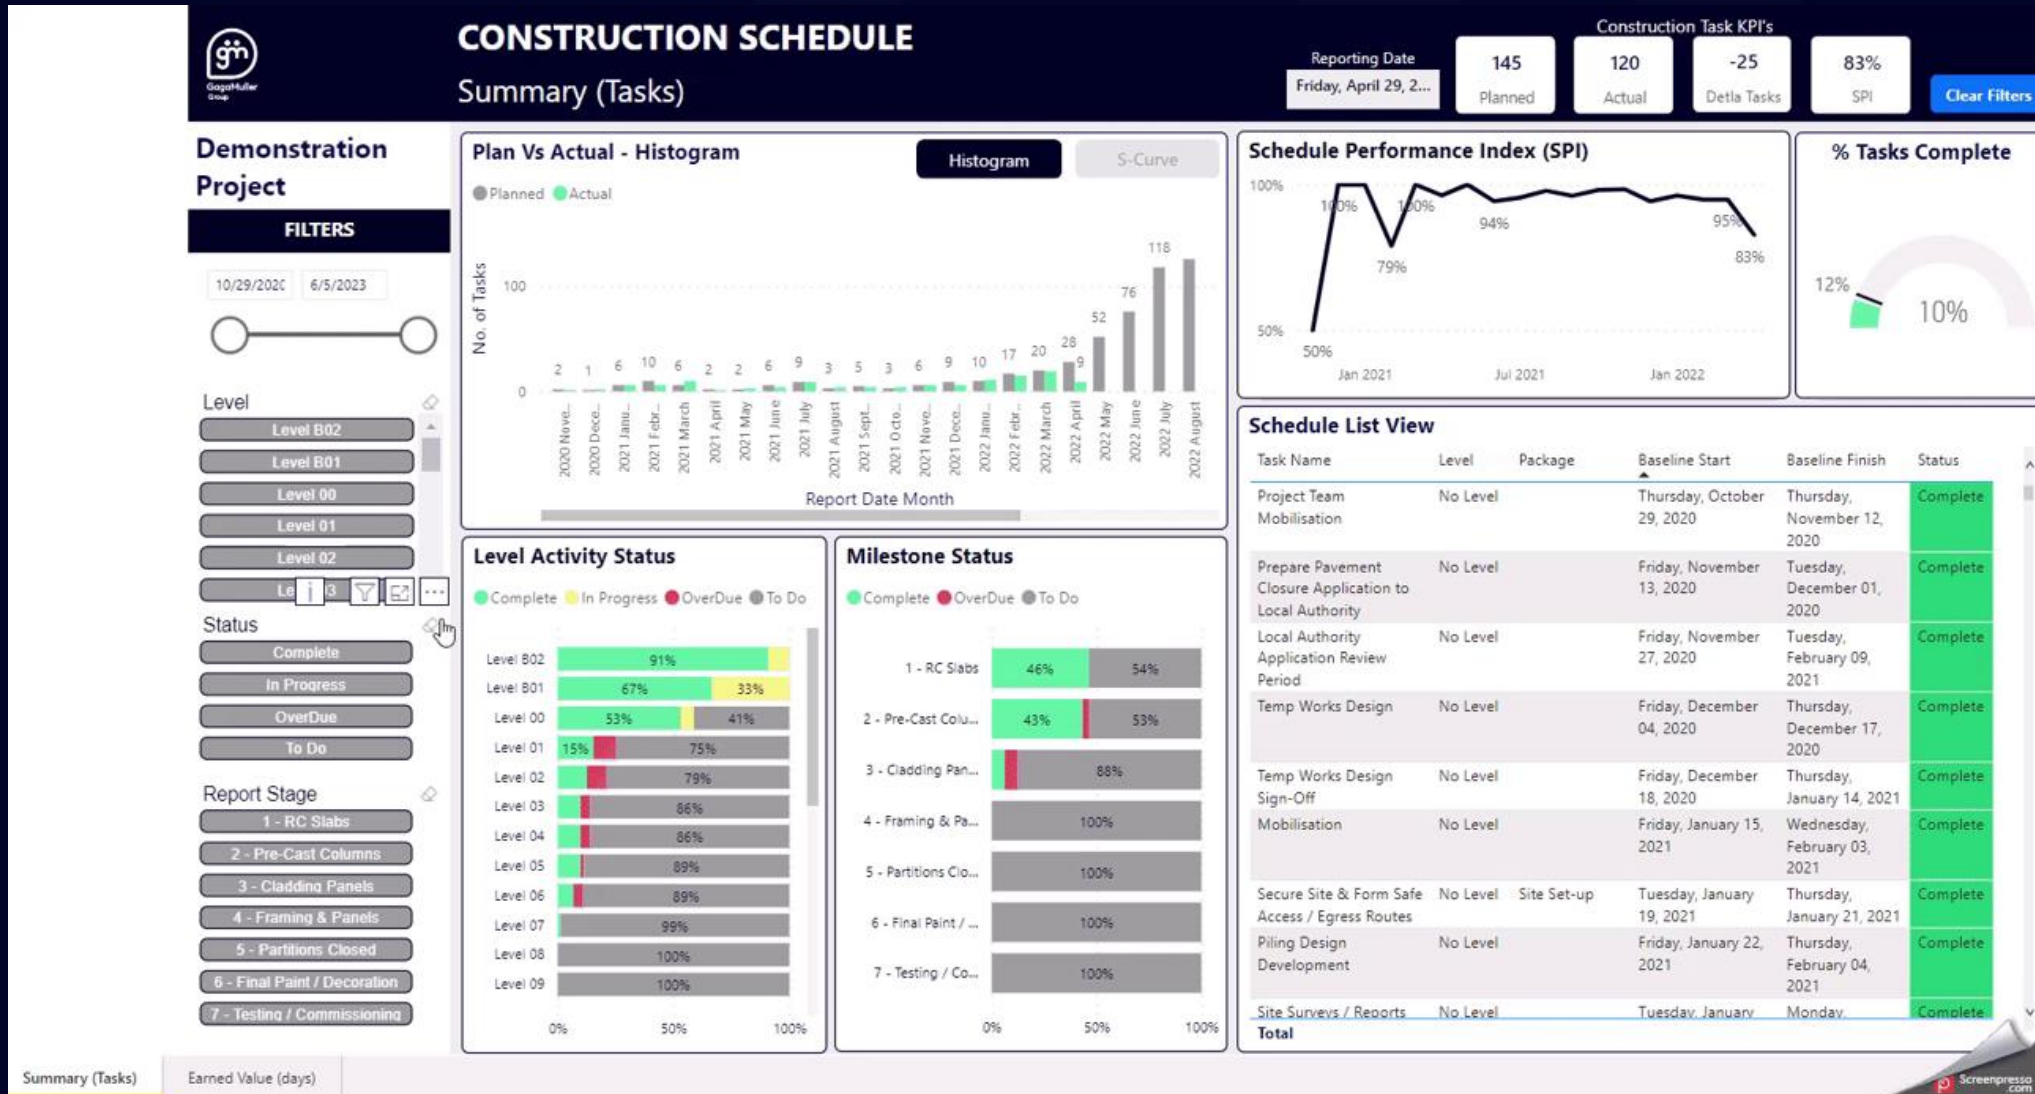 gm
GagaMuller
Group
CONSTRUCTION SCHEDULE
Summary (Tasks)
Reporting Date
Friday, April 29, 2...
Construction Task KPI's
145
Planned
120
Actual
-25
Detla Tasks
83%
SPI
Clear Filters
Demonstration
Project
FILTERS
10/29/202C 6/5/2023
Level
Level B02
Level B01
Level 00
Level 01
Level 02
Le 3
Status
Complete
In Progress
OverDue
To Do
Report Stage
1 - RC Slabs
2 - Pre-Cast Columns
3 - Cladding Panels
4 - Framing & Panels
5 - Partitions Closed
6 - Final Paint / Decoration
7 - Testing / Commissioning
Plan Vs Actual - Histogram
Histogram
S-Curve
Planned Actual
No. of Tasks
100
0
2 1 6 10 6 2 2 6 9 3 5 3 6 9 10 17 20 28 9 52 76 118
2020 Nove...
2020 Dece...
2021 Janu...
2021 Febr...
2021 March
2021 April
2021 May
2021 June
2021 July
2021 August
2021 Sept...
2021 Octo...
2021 Nove...
2021 Dece...
2022 Janu...
2022 Febr...
2022 March
2022 April
2022 May
2022 June
2022 July
2022 August
Report Date Month
Schedule Performance Index (SPI)
100%
50%
50%
100%
79%
100%
94%
95%
83%
Jan 2021 Jul 2021 Jan 2022
% Tasks Complete
12%
10%
Level Activity Status
Complete In Progress OverDue To Do
Level B02 91%
Level B01 67% 33%
Level 00 53% 41%
Level 01 15% 75%
Level 02 79%
Level 03 86%
Level 04 86%
Level 05 89%
Level 06 89%
Level 07 99%
Level 08 100%
Level 09 100%
0% 50% 100%
Milestone Status
Complete OverDue To Do
1 - RC Slabs 46% 54%
2 - Pre-Cast Colu... 43% 53%
3 - Cladding Pan... 88%
4 - Framing & Pa... 100%
5 - Partitions Clo... 100%
6 - Final Paint / ... 100%
7 - Testing / Co... 100%
0% 50% 100%
Schedule List View
Task Name Level Package Baseline Start Baseline Finish Status
Project Team No Level Thursday, October Thursday, Complete
Mobilisation 29, 2020 November 12,
2020
Prepare Pavement No Level Friday, November Tuesday, Complete
Closure Application to 13, 2020 December 01,
Local Authority 2020
Local Authority No Level Friday, November Tuesday, Complete
Application Review 27, 2020 February 09,
Period 2021
Temp Works Design No Level Friday, December Thursday, Complete
04, 2020 December 17,
2020
Temp Works Design No Level Friday, December Thursday, Complete
Sign-Off 18, 2020 January 14, 2021
Mobilisation No Level Friday, January 15, Wednesday, Complete
2021 February 03,
2021
Secure Site & Form Safe No Level Site Set-up Tuesday, January Thursday, Complete
Access / Egress Routes 19, 2021 January 21, 2021
Piling Design No Level Friday, January 22, Thursday, Complete
Development 2021 February 04,
2021
Site Surveys / Reports No Level Tuesday, January Monday, Complete
Total
Summary (Tasks) Earned Value (days)
Screenpresso
.com